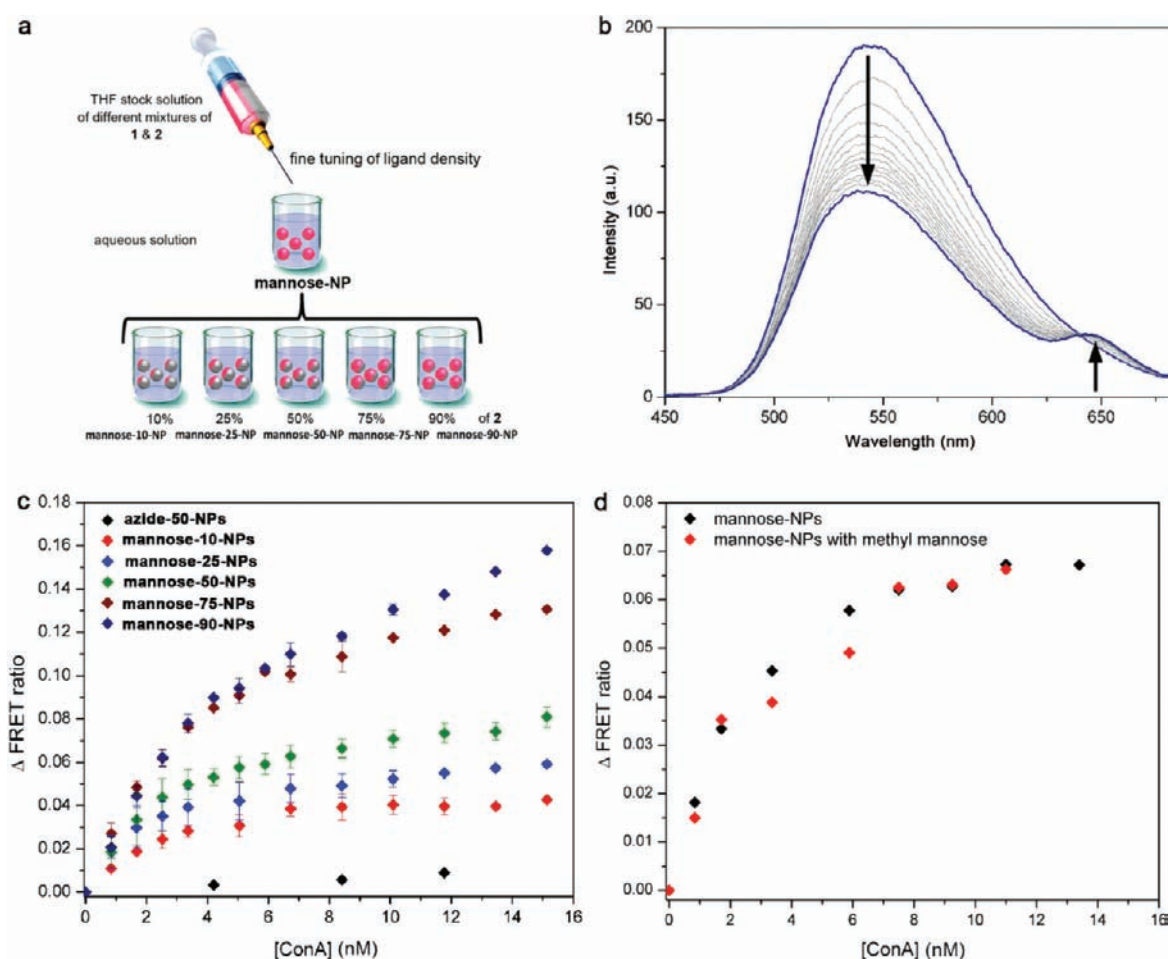 a
THF stock solution
of different mixtures of
1 & 2
fine tuning of ligand density
aqueous solution
mannose-NP
10% 25% 50% 75% 90% of 2
mannose-10-NP mannose-25-NP mannose-50-NP mannose-75-NP mannose-90-NP
b
200
150
100
50
0
450 500 550 600 650
Intensity (a.u.)
Wavelength (nm)
c
0.18
0.16
0.14
0.12
0.10
0.08
0.06
0.04
0.02
0.00
0 2 4 6 8 10 12 14 16
Δ FRET ratio
[ConA] (nM)
azide-50-NPs
mannose-10-NPs
mannose-25-NPs
mannose-50-NPs
mannose-75-NPs
mannose-90-NPs
d
0.08
0.07
0.06
0.05
0.04
0.03
0.02
0.01
0.00
0 2 4 6 8 10 12 14 16
Δ FRET ratio
[ConA] (nM)
mannose-NPs
mannose-NPs with methyl mannose